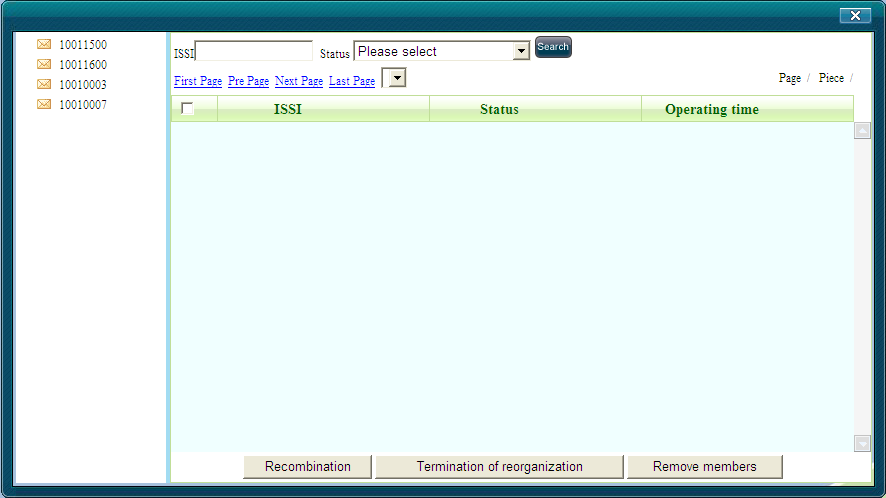 10011500
10011600
10010003
10010007
ISSI Status Please select Search
First Page Pre Page Next Page Last Page Page / Piece /
ISSI Status Operating time
Recombination Termination of reorganization Remove members